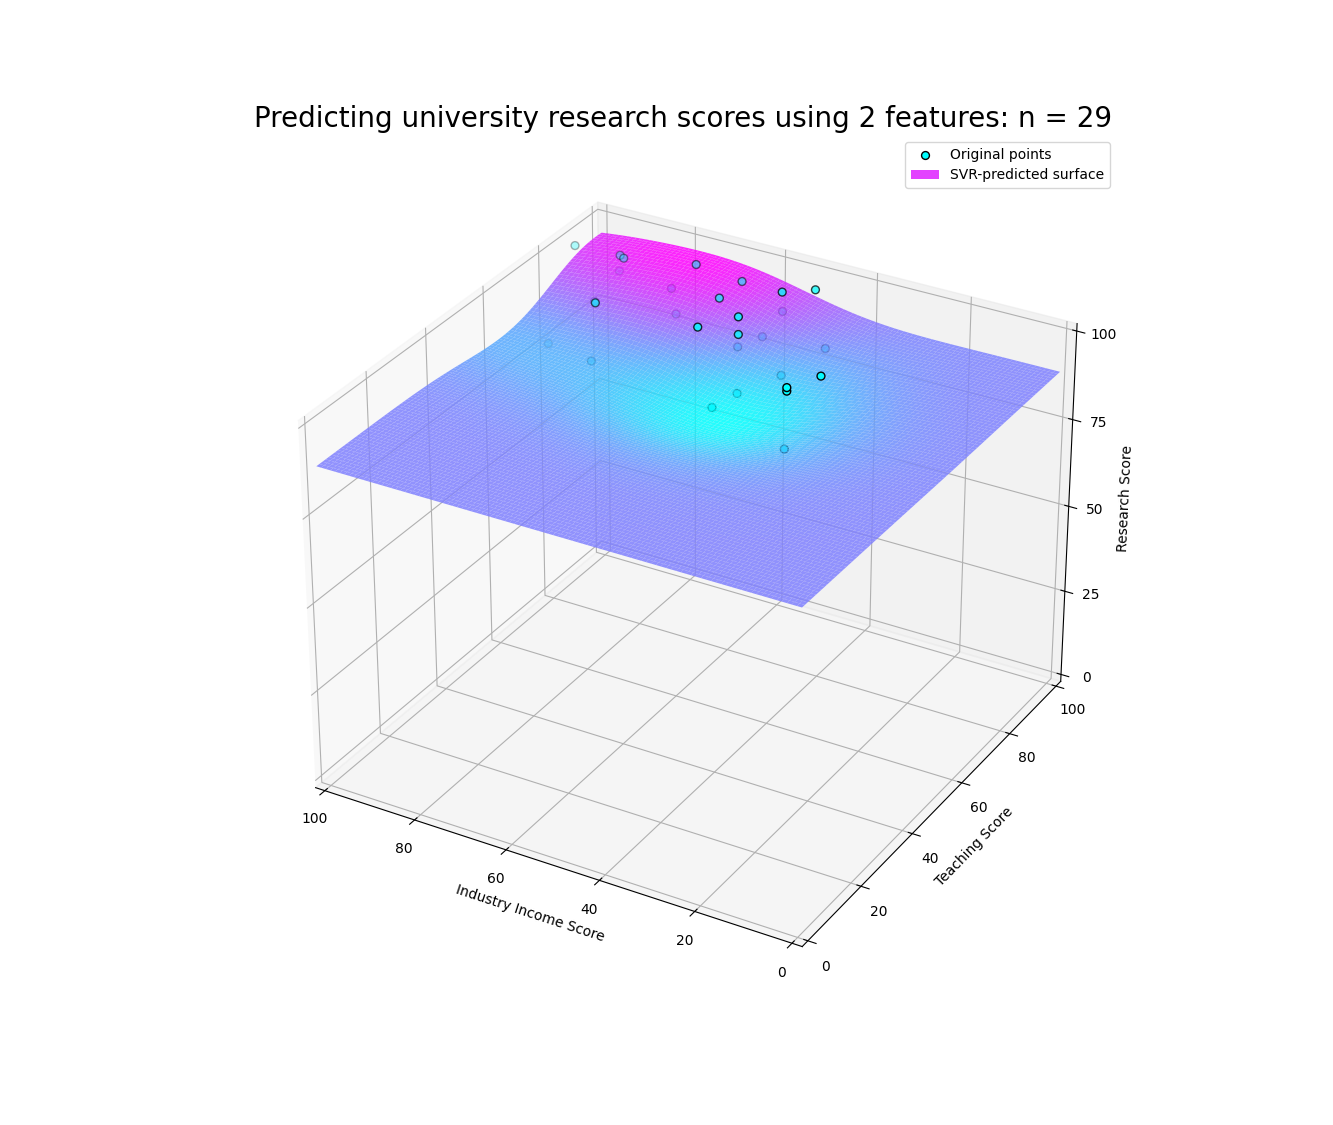 Predicting university research scores using 2 features: n = 29
Original points
SVR-predicted surface
100
75
50
25
0
Research Score
100
80
60
40
20
0
Teaching Score
100
80
60
40
20
0
Industry Income Score